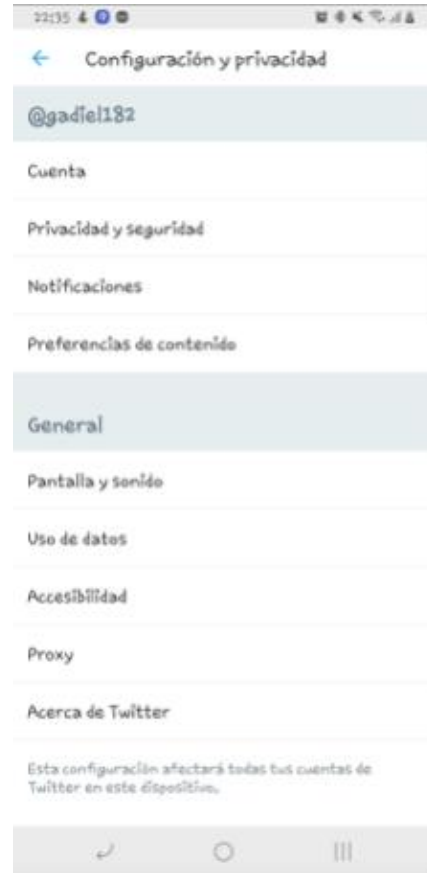 22:35
Configuración y privacidad
@gadiel182
Cuenta
Privacidad y seguridad
Notificaciones
Preferencias de contenido
General
Pantalla y sonido
Uso de datos
Accesibilidad
Proxy
Acerca de Twitter
Esta configuración afectará todas tus cuentas de
Twitter en este dispositivo.